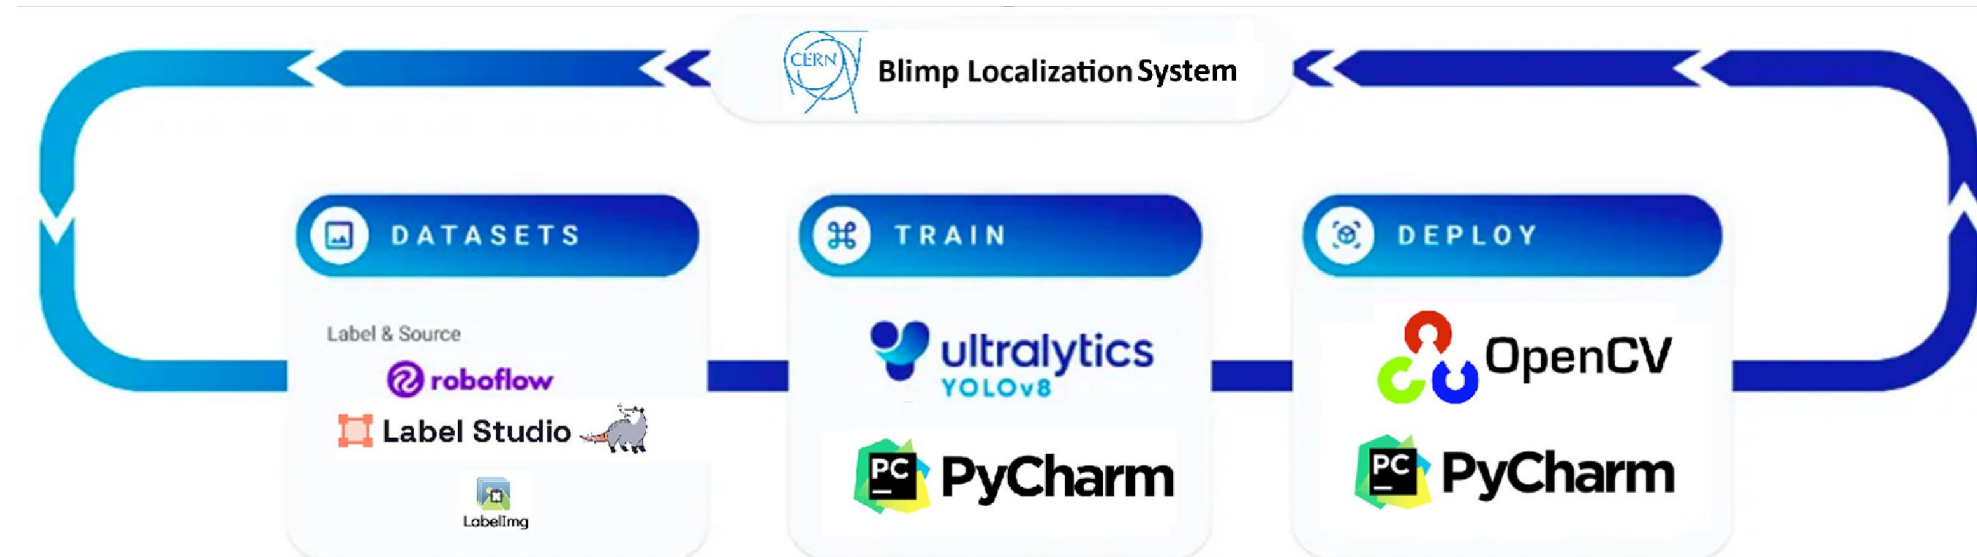 CERN
Blimp Localization System
DATASETS
Label & Source
roboflow
Label Studio
LabelImg
TRAIN
ultralytics
YOLOv8
PC
PyCharm
DEPLOY
OpenCV
PC
PyCharm